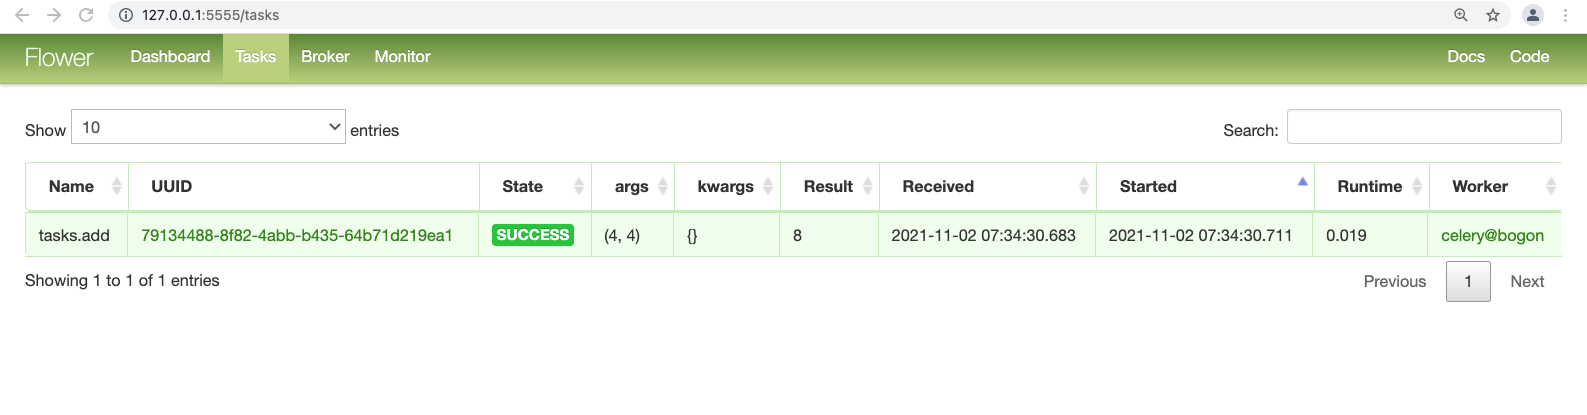 127.0.0.1:5555/tasks
Flower Dashboard Tasks Broker Monitor Docs Code
Show 10 entries Search:
Name UUID State args kwargs Result Received Started Runtime Worker
tasks.add 79134488-8f82-4abb-b435-64b71d219ea1 SUCCESS (4, 4) {} 8 2021-11-02 07:34:30.683 2021-11-02 07:34:30.711 0.019 celery@bogon
Showing 1 to 1 of 1 entries Previous 1 Next